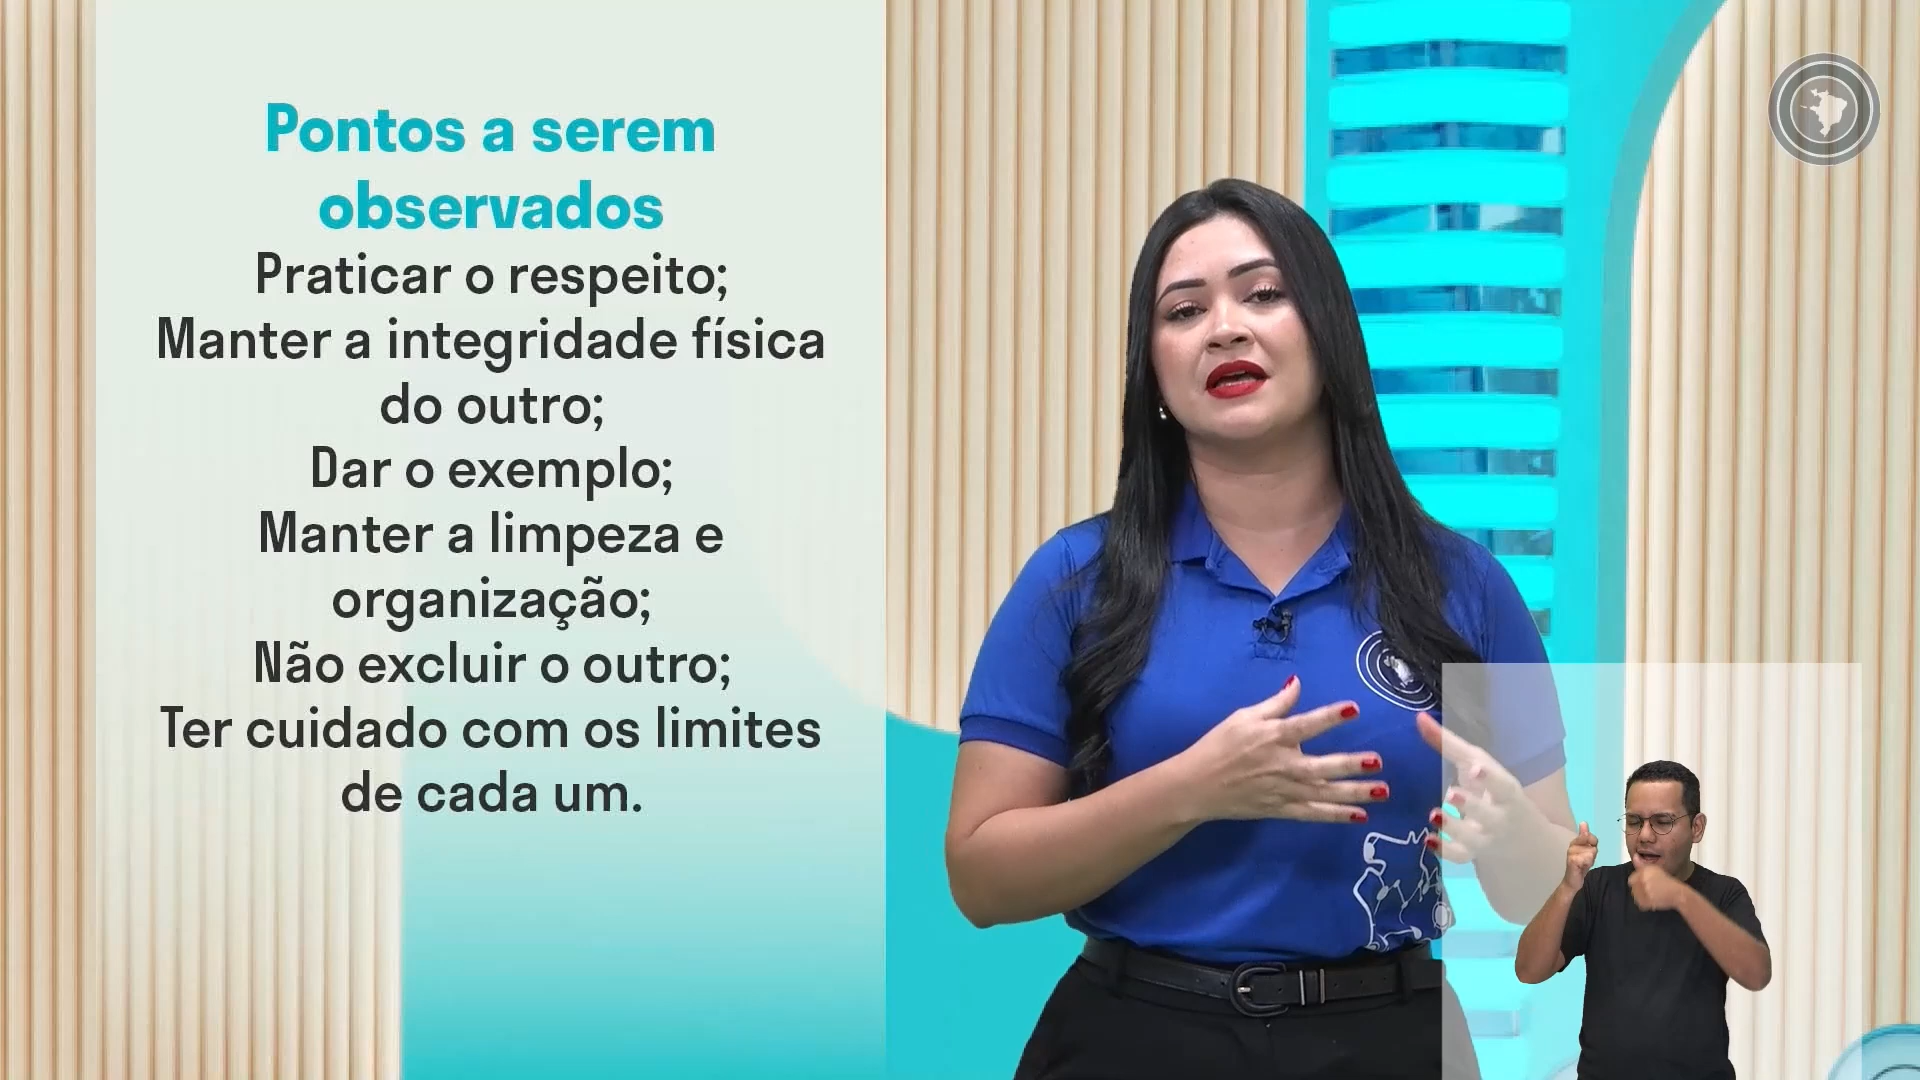 Pontos a serem
observados
Praticar o respeito;
Manter a integridade física
do outro;
Dar o exemplo;
Manter a limpeza e
organização;
Não excluir o outro;
Ter cuidado com os limites
de cada um.